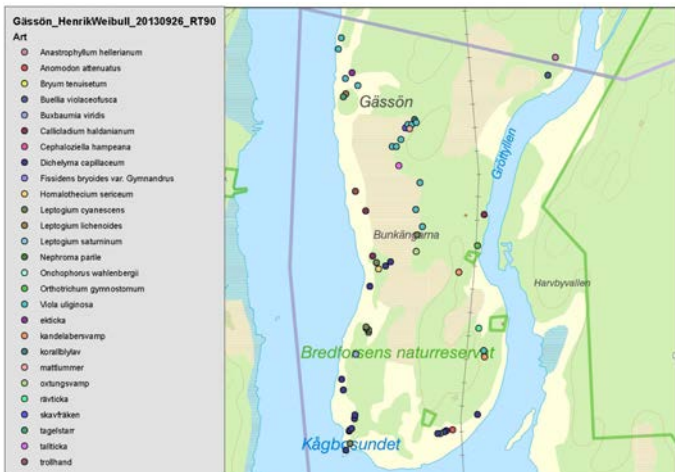 Gässön_HenrikWeibull_20130926_RT90
Art
Anastrophyllum hellerianum
Anomodon attenuatus
Bryum tenuisetum
Buellia violaceofusca
Buxbaumia viridis
Callicladium haldanianum
Cephaloziella hampeana
Dichelyma capillaceum
Fissidens bryoides var. Gymnandrus
Homalothecium sericeum
Leptogium cyanescens
Leptogium lichenoides
Leptogium saturninum
Nephroma parile
Onchophorus wahlenbergii
Orthotrichum gymnostomum
Viola uliginosa
ekticka
kandelabersvamp
korallblylav
mattlummer
oxtungsvamp
rävticka
skavfräken
tagelstarr
tallticka
trollhand
Gässön
Gröttyllen
Bunkängarna
Harvbyvallen
Bredforsens naturreservat
Kågbosundet